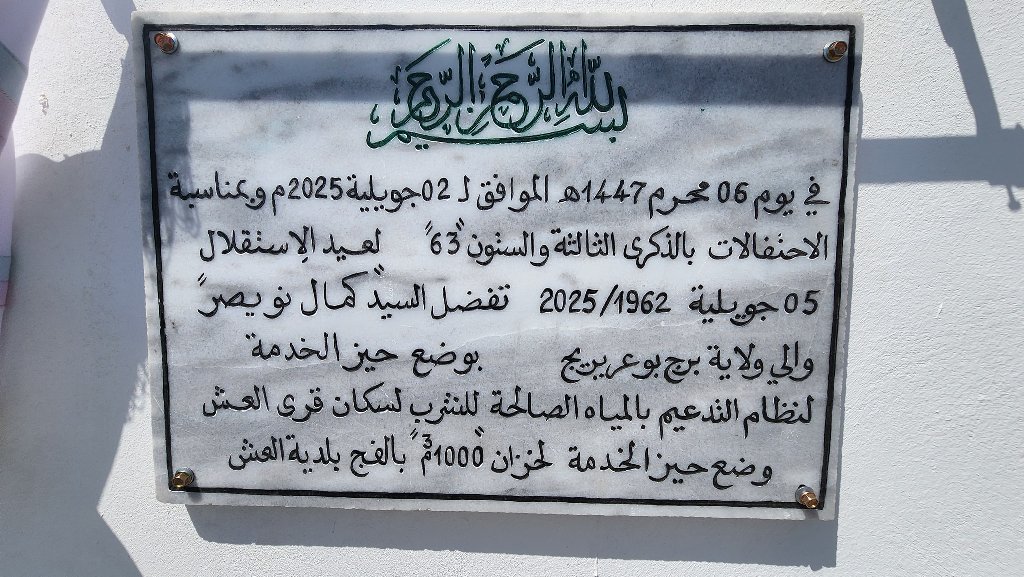 بسم الله الرحمن الرحيم
في يوم 06 محرم 1447هـ الموافق لـ 02 جويلية 2025م وبمناسبة
الاحتفالات بالذكرى الثالثة والستون "63" لعيد الإستقلال
05 جويلية 2025/1962 تفضل السيد" كمال نويصر"
والي ولاية برج بوعريريج بوضع حيز الخدمة
لنظام التدعيم بالمياه الصالحة للشرب لسكان قرى العش
وضع حيز الخدمة لخزان "1000م³" بالفج بلدية العش